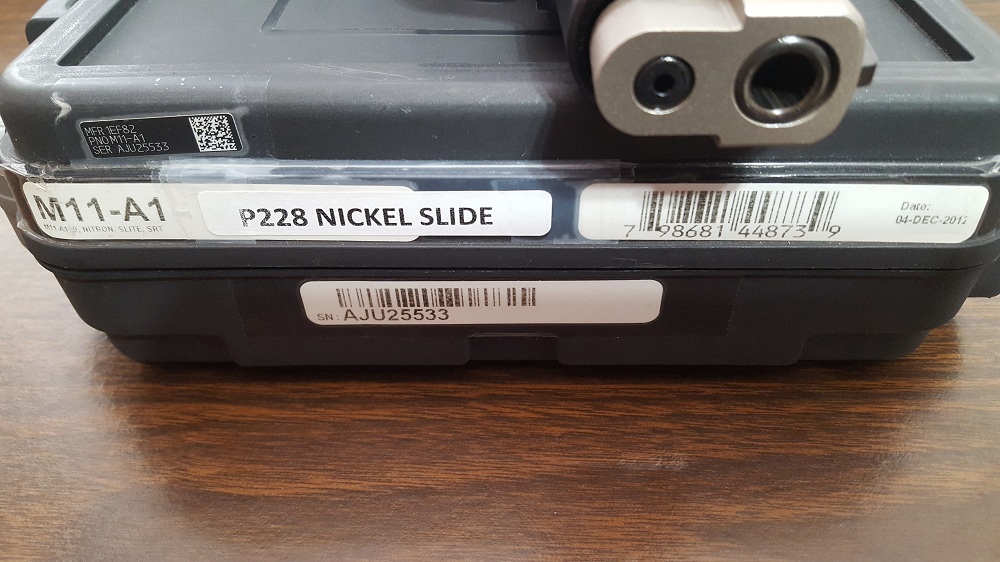 MFR 1EF82
PNO M11-A1
SER AJU25533
M11-A1
M11-A1, 9, NITRON, SLITE, SRT
P228 NICKEL SLIDE
7 98681 44873 9
Date:
04-DEC-2012
SN: AJU25533